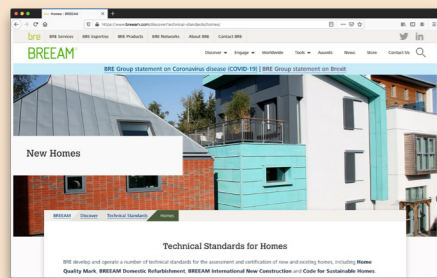 Homes - BREEAM
https://www.breeam.com/discover/technical-standards/homes/
bre BRE Services BRE Expertise BRE Products BRE Networks About BRE Contact BRE
BREEAM
Discover Engage Worldwide Tools Awards News Store Contact Us
BRE Group statement on Coronavirus disease (COVID-19) | BRE Group statement on Brexit
New Homes
BREEAM Discover Technical Standards Homes
Technical Standards for Homes
BRE develop and operate a number of technical standards for the assessment and certification of new and existing homes, including Home
Quality Mark, BREEAM Domestic Refurbishment, BREEAM International New Construction and Code for Sustainable Homes.